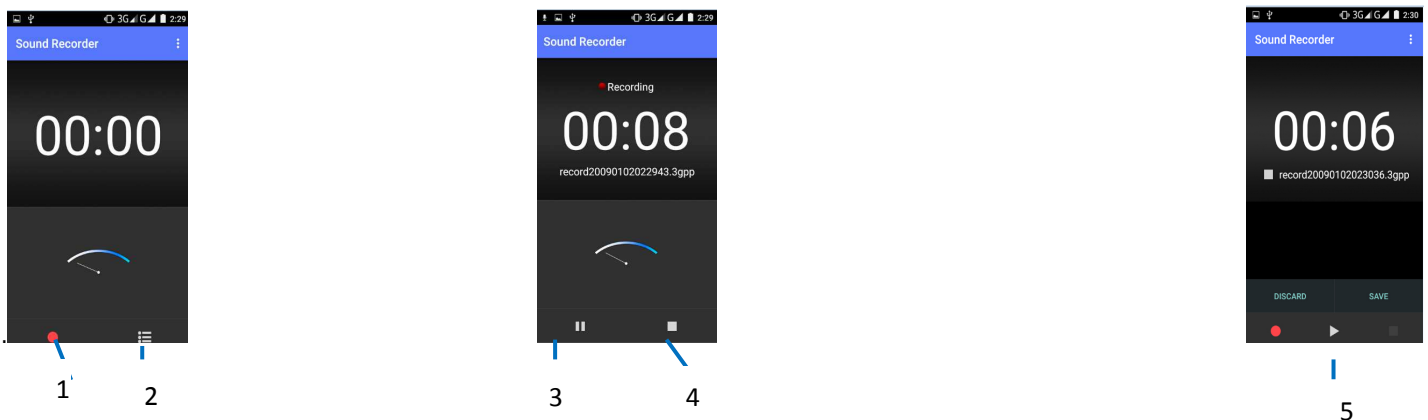 3G G 2:29
Sound Recorder
00:00
1
2
3G G 2:29
Sound Recorder
Recording
00:08
record20090102022943.3gpp
3
4
3G G 2:30
Sound Recorder
00:06
record20090102023036.3gpp
DISCARD SAVE
5